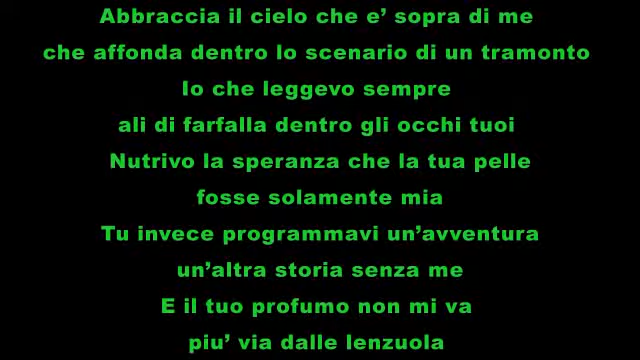 Abbraccia il cielo che e’ sopra di me
che affonda dentro lo scenario di un tramonto
Io che leggevo sempre
ali di farfalla dentro gli occhi tuoi
Nutrivo la speranza che la tua pelle
fosse solamente mia
Tu invece programmavi un’avventura
un’altra storia senza me
E il tuo profumo non mi va
piu’ via dalle lenzuola